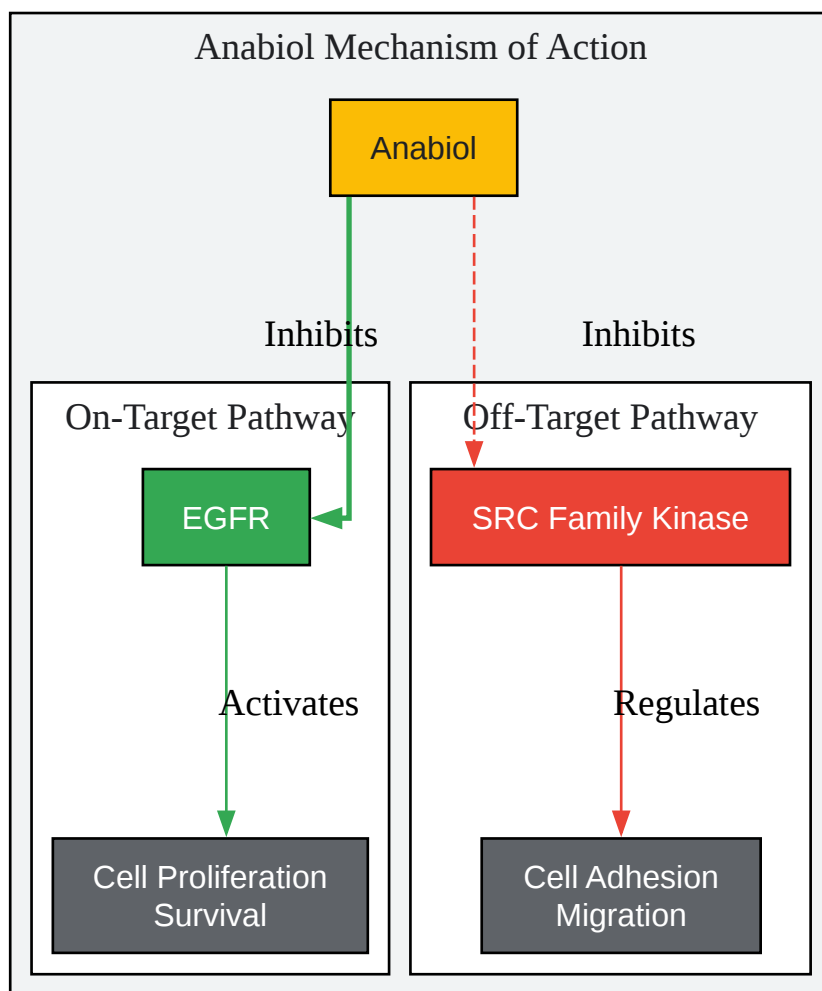 Anabiol Mechanism of Action
Anabiol
Inhibits
Inhibits
On-Target Pathway
Off-Target Pathway
EGFR
SRC Family Kinase
Activates
Regulates
Cell Proliferation
Survival
Cell Adhesion
Migration